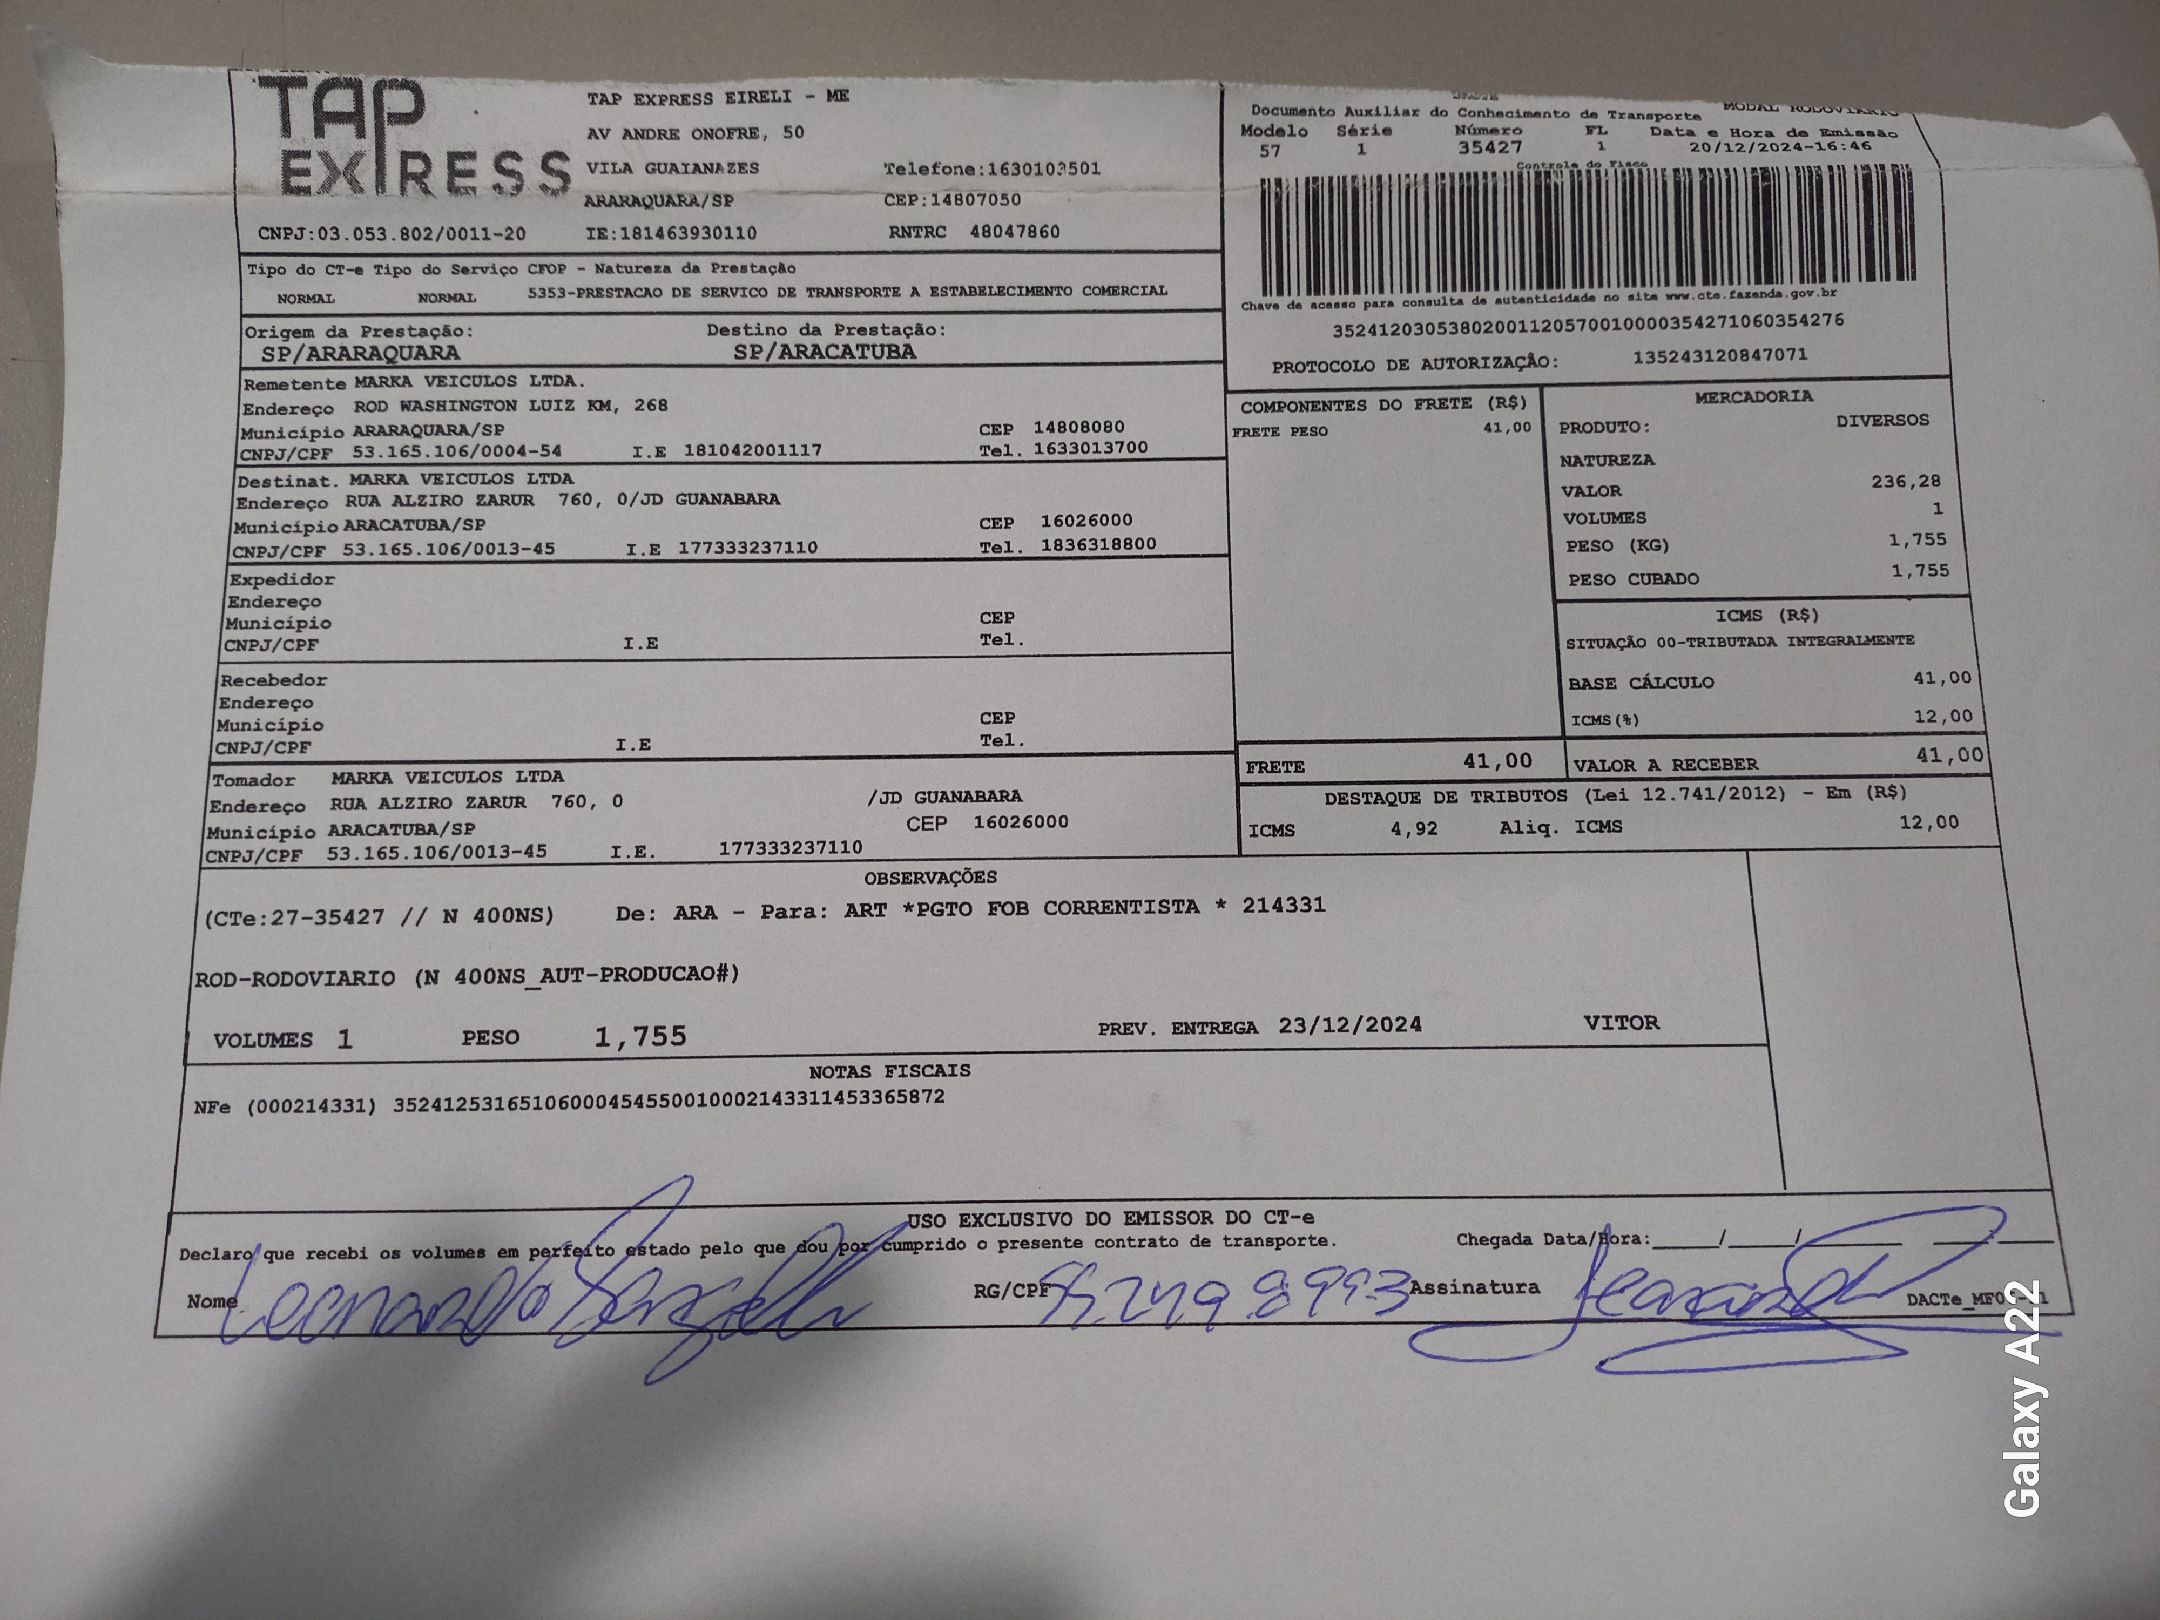 TAP EXPRESS
TAP EXPRESS EIRELI - ME
AV ANDRE ONOFRE, 50
VILA GUAIANAZES Telefone:1630103501
ARARAQUARA/SP CEP:14807050
CNPJ:03.053.802/0011-20 IE:181463930110 RNTRC 48047860
MODAL RODOVIARIO
Documento Auxiliar do Conhecimento de Transporte
Modelo Série Número FL Data e Hora de Emissão
57 1 35427 1 20/12/2024-16:46
Controle do Fisco
Chave de acesso para consulta de autenticidade no site www.cte.fazenda.gov.br
35241203053802001120570010000354271060354276
PROTOCOLO DE AUTORIZAÇÃO: 135243120847071
Tipo do CT-e Tipo do Serviço CFOP - Natureza da Prestação
NORMAL NORMAL 5353-PRESTACAO DE SERVICO DE TRANSPORTE A ESTABELECIMENTO COMERCIAL
Origem da Prestação: Destino da Prestação:
SP/ARARAQUARA SP/ARACATUBA
Remetente MARKA VEICULOS LTDA.
Endereço ROD WASHINGTON LUIZ KM, 268
Município ARARAQUARA/SP CEP 14808080
CNPJ/CPF 53.165.106/0004-54 I.E 181042001117 Tel. 1633013700
Destinat. MARKA VEICULOS LTDA
Endereço RUA ALZIRO ZARUR 760, 0/JD GUANABARA
Município ARACATUBA/SP CEP 16026000
CNPJ/CPF 53.165.106/0013-45 I.E 177333237110 Tel. 1836318800
Expedidor
Endereço
Município CEP
CNPJ/CPF I.E Tel.
Recebedor
Endereço
Município CEP
CNPJ/CPF I.E Tel.
Tomador MARKA VEICULOS LTDA
Endereço RUA ALZIRO ZARUR 760, 0 /JD GUANABARA
Município ARACATUBA/SP CEP 16026000
CNPJ/CPF 53.165.106/0013-45 I.E. 177333237110
COMPONENTES DO FRETE (R$)
FRETE PESO 41,00
MERCADORIA
PRODUTO: DIVERSOS
NATUREZA
VALOR 236,28
VOLUMES 1
PESO (KG) 1,755
PESO CUBADO 1,755
ICMS (R$)
SITUAÇÃO 00-TRIBUTADA INTEGRALMENTE
BASE CÁLCULO 41,00
ICMS(%) 12,00
FRETE 41,00 VALOR A RECEBER 41,00
DESTAQUE DE TRIBUTOS (Lei 12.741/2012) - Em (R$)
ICMS 4,92 Aliq. ICMS 12,00
OBSERVAÇÕES
(CTe:27-35427 // N 400NS) De: ARA - Para: ART *PGTO FOB CORRENTISTA * 214331
ROD-RODOVIARIO (N 400NS_AUT-PRODUCAO#)
VOLUMES 1 PESO 1,755 PREV. ENTREGA 23/12/2024 VITOR
NOTAS FISCAIS
NFe (000214331) 35241253165106000454550010002143311453365872
USO EXCLUSIVO DO EMISSOR DO CT-e
Declaro que recebi os volumes em perfeito estado pelo que dou por cumprido o presente contrato de transporte. Chegada Data/Hora:
Nome Leonardo RG/CPF Assinatura
Galaxy A22